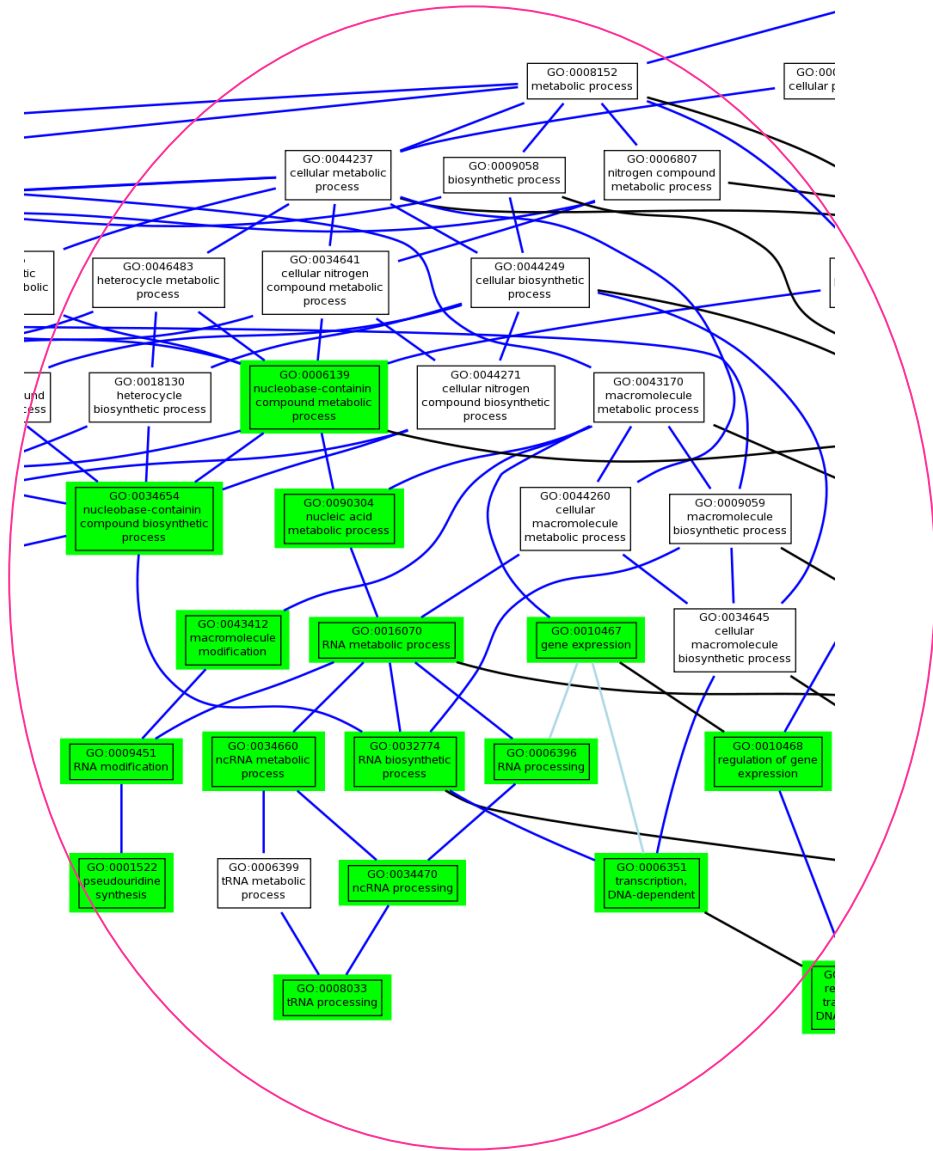 GO:0008152
metabolic process
GO:0044237
cellular metabolic
process
GO:0009058
biosynthetic process
GO:0006807
nitrogen compound
metabolic process
GO:0046483
heterocycle metabolic
process
GO:0034641
cellular nitrogen
compound metabolic
process
GO:0044249
cellular biosynthetic
process
GO:0018130
heterocycle
biosynthetic process
GO:0006139
nucleobase-containin
compound metabolic
process
GO:0044271
cellular nitrogen
compound biosynthetic
process
GO:0043170
macromolecule
metabolic process
GO:0034654
nucleobase-containin
compound biosynthetic
process
GO:0090304
nucleic acid
metabolic process
GO:0044260
cellular
macromolecule
metabolic process
GO:0009059
macromolecule
biosynthetic process
GO:0043412
macromolecule
modification
GO:0016070
RNA metabolic process
GO:0010467
gene expression
GO:0034645
cellular
macromolecule
biosynthetic process
GO:0009451
RNA modification
GO:0034660
ncRNA metabolic
process
GO:0032774
RNA biosynthetic
process
GO:0006396
RNA processing
GO:0010468
regulation of gene
expression
GO:0001522
pseudouridine
synthesis
GO:0006399
tRNA metabolic
process
GO:0034470
ncRNA processing
GO:0006351
transcription,
DNA-dependent
GO:0008033
tRNA processing